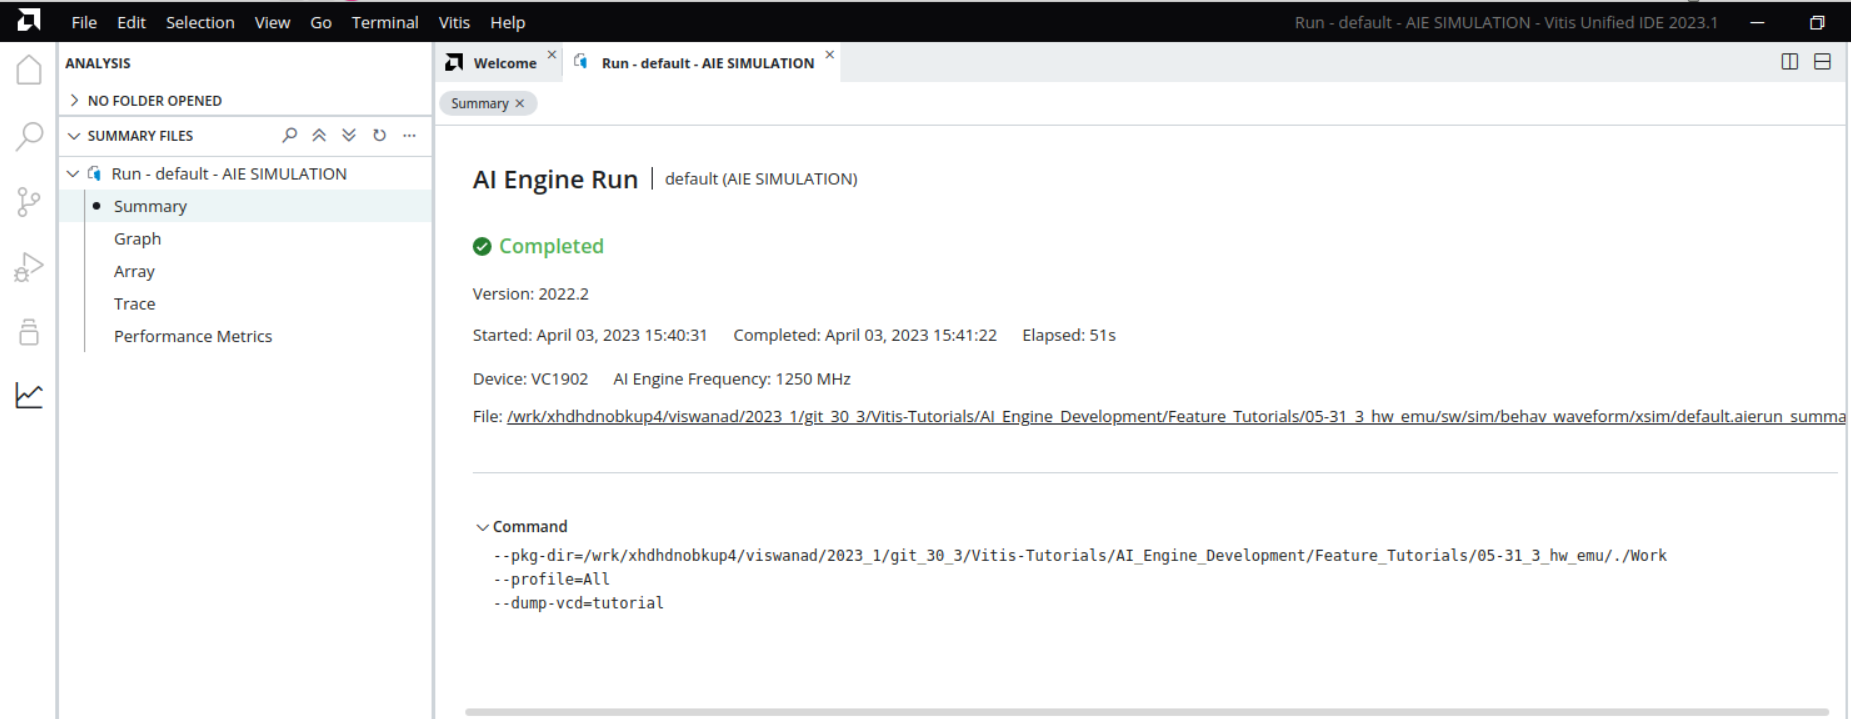 File Edit Selection View Go Terminal Vitis Help Run - default - AIE SIMULATION - Vitis Unified IDE 2023.1
ANALYSIS
NO FOLDER OPENED
SUMMARY FILES
Run - default - AIE SIMULATION
Summary
Graph
Array
Trace
Performance Metrics
Welcome Run - default - AIE SIMULATION
Summary
AI Engine Run | default (AIE SIMULATION)
Completed
Version: 2022.2
Started: April 03, 2023 15:40:31 Completed: April 03, 2023 15:41:22 Elapsed: 51s
Device: VC1902 AI Engine Frequency: 1250 MHz
File: /wrk/xhdhdnobkup4/viswanad/2023_1/git_30_3/Vitis-Tutorials/AI_Engine_Development/Feature_Tutorials/05-31_3_hw_emu/sw/sim/behav_waveform/xsim/default.aierun_summa
Command
--pkg-dir=/wrk/xhdhdnobkup4/viswanad/2023_1/git_30_3/Vitis-Tutorials/AI_Engine_Development/Feature_Tutorials/05-31_3_hw_emu/./Work
--profile=All
--dump-vcd=tutorial